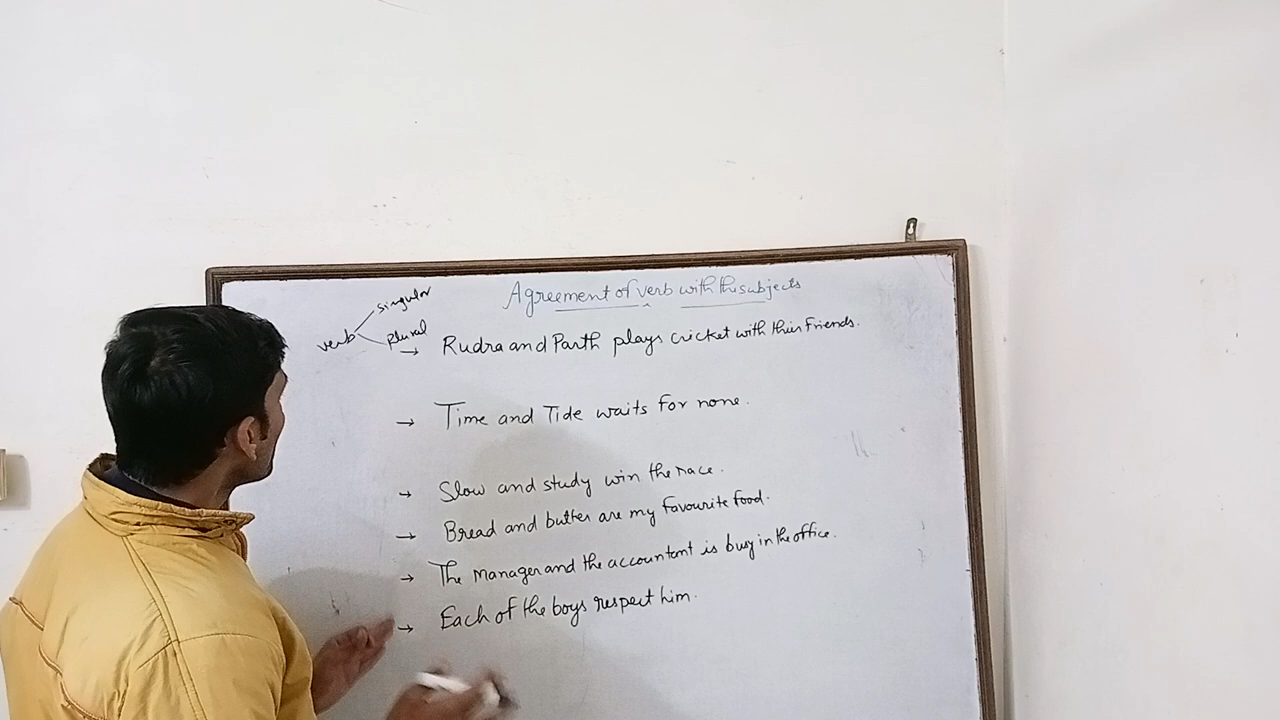 Agreement of verb with the subjects
verb singular
plural
→ Rudra and Parth plays cricket with their friends.
→ Time and Tide waits for none.
→ Slow and study win the race.
→ Bread and butter are my favourite food.
→ The Manager and the accountant is busy in the office.
→ Each of the boys respect him.